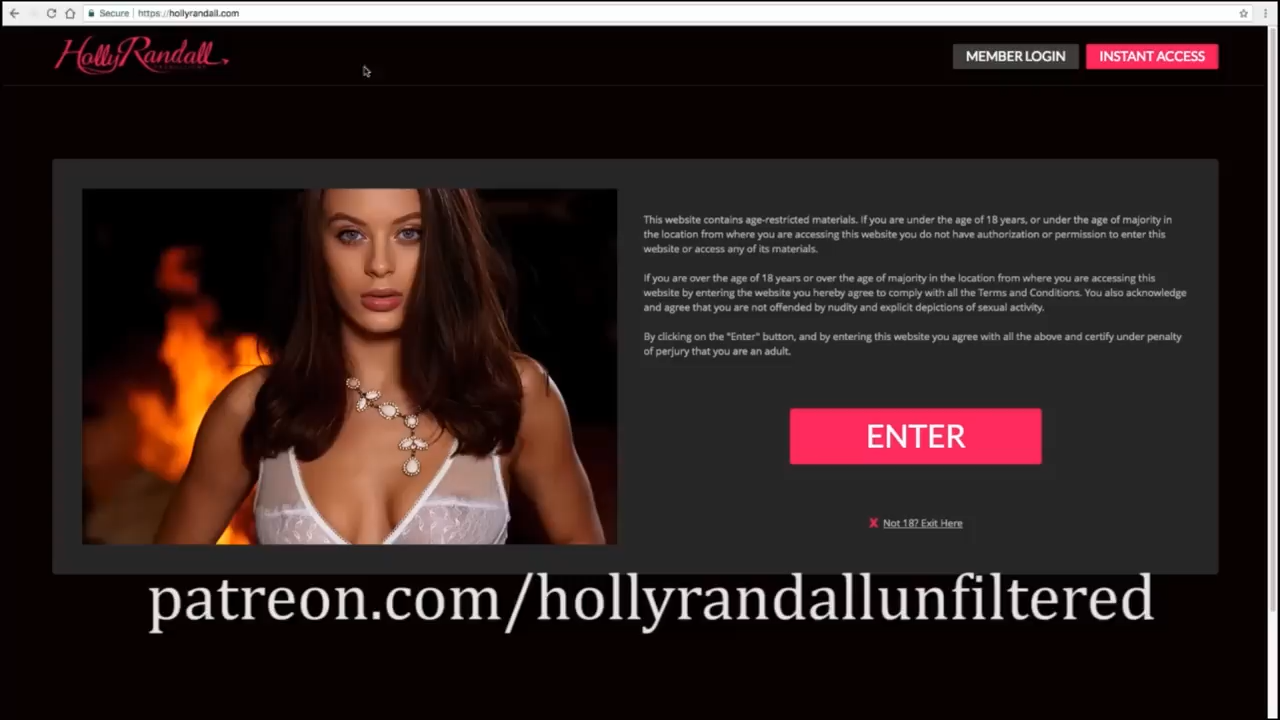 Secure
https://hollyrandall.com
HollyRandall
MEMBER LOGIN
INSTANT ACCESS
This website contains age-restricted materials. If you are under the age of 18 years, or under the age of majority in
the location from where you are accessing this website you do not have authorization or permission to enter this
website or access any of its materials.
If you are over the age of 18 years or over the age of majority in the location from where you are accessing this
website by entering the website you hereby agree to comply with all the Terms and Conditions. You also acknowledge
and agree that you are not offended by nudity and explicit depictions of sexual activity.
By clicking on the "Enter" button, and by entering this website you agree with all the above and certify under penalty
of perjury that you are an adult.
ENTER
X Not 18? Exit Here
patreon.com/hollyrandallunfiltered